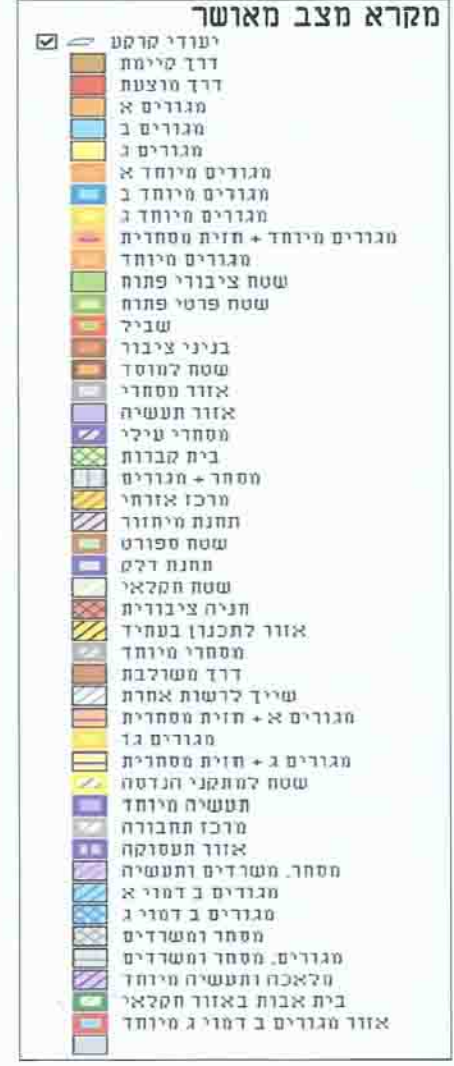 מקרא מצב מאושר
יעודי קרקע
דרך קיימת
דרך מוצעת
מגורים א
מגורים ב
מגורים ג
מגורים מיוחד א
מגורים מיוחד ב
מגורים מיוחד ג
מגורים מיוחד + חזית מסחרית
מגורים מיוחד
שטח ציבורי פתוח
שטח פרטי פתוח
שביל
בניני ציבור
שטח למוסד
אזור מסחרי
אזור תעשיה
מסחרי עילי
בית קברות
מסחר + מגורים
מרכז אזרחי
תחנת מיחזור
שטח ספורט
תחנת דלק
שטח חקלאי
חניה ציבורית
אזור לתכנון בעתיד
מסחרי מיוחד
דרך משולבת
שייך לרשות אחרת
מגורים א + חזית מסחרית
מגורים ג1
מגורים ג + חזית מסחרית
שטח למתקני הנדסה
תעשיה מיוחד
מרכז תחבורה
אזור תעסוקה
מסחר, משרדים ותעשיה
מגורים ב דמוי א
מגורים ב דמוי ג
מסחר ומשרדים
מגורים, מסחר ומשרדים
מלאכה ותעשיה מיוחד
בית אבות באזור חקלאי
אזור מגורים ב דמוי ג מיוחד